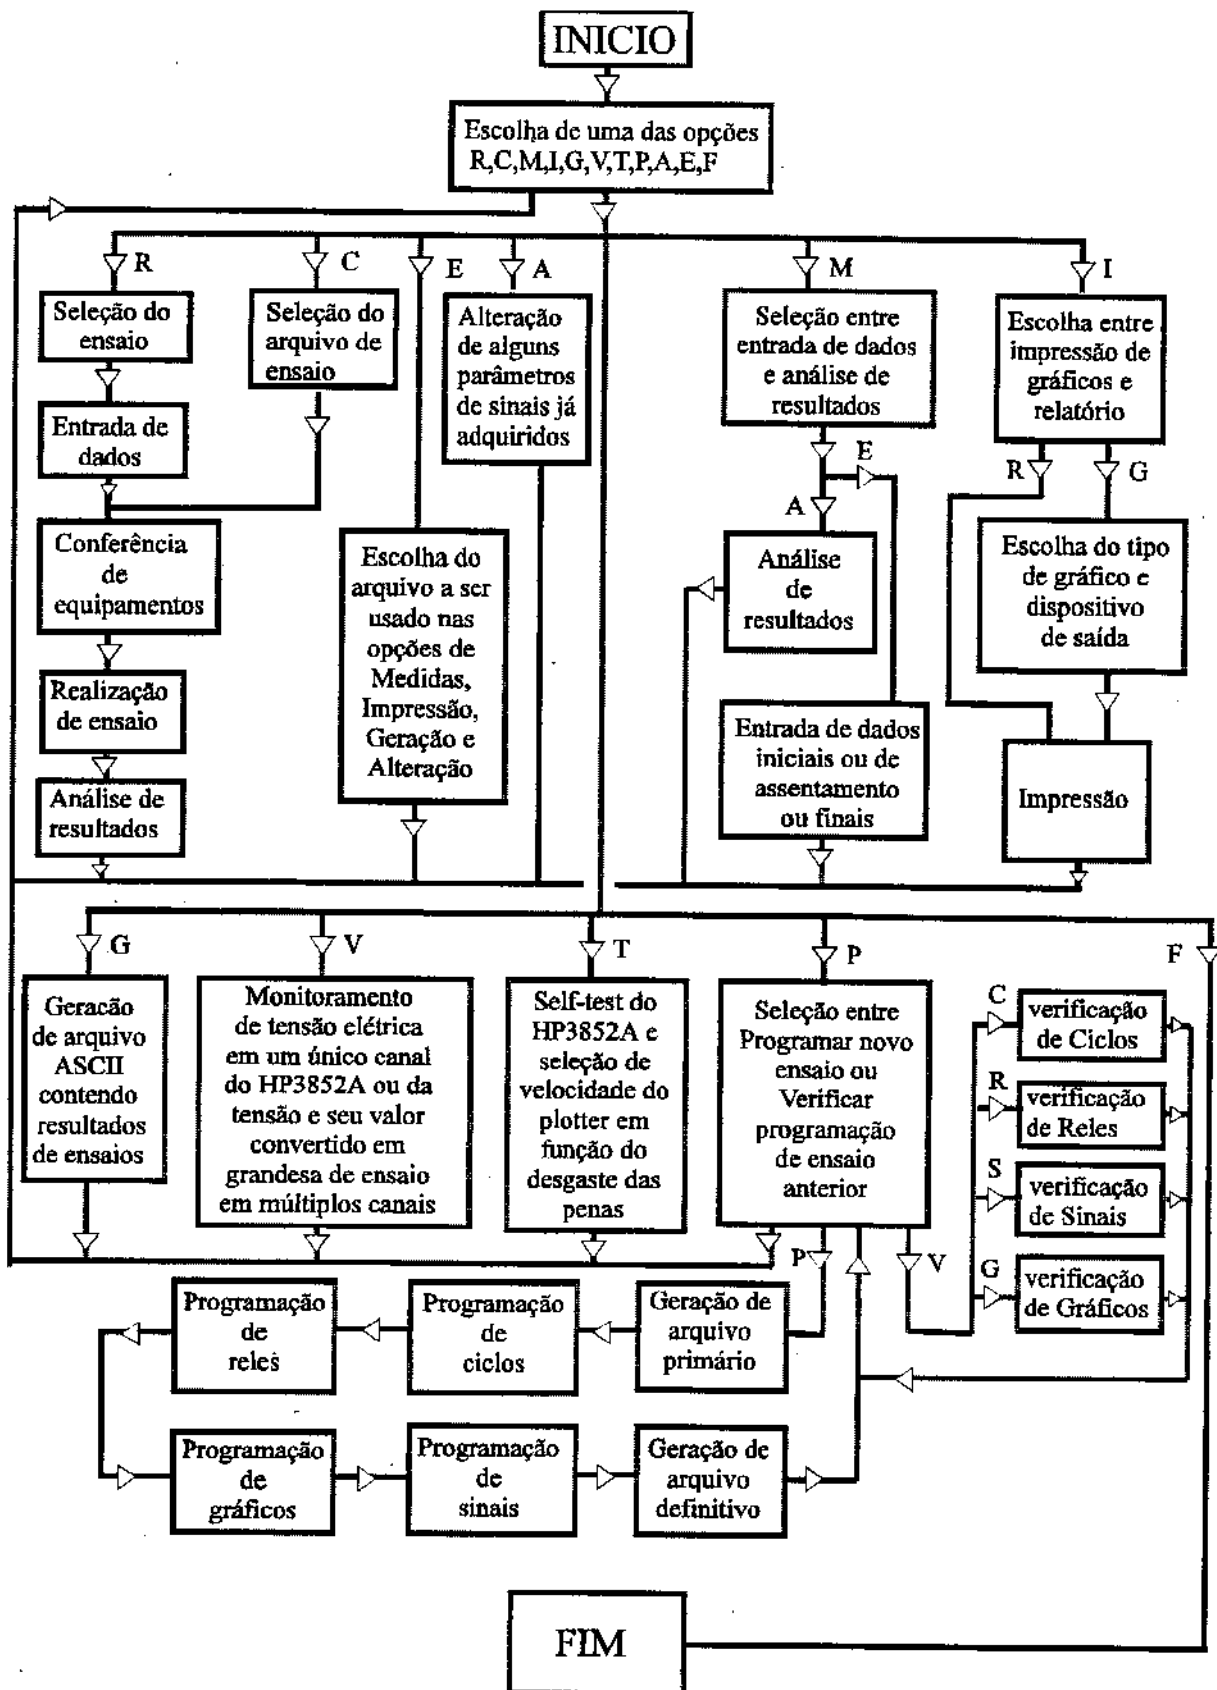 INICIO
Escolha de uma das opções
R,C,M,I,G,V,T,P,A,E,F
R
C
E
A
M
I
Seleção do
ensaio
Entrada de
dados
Conferência
de
equipamentos
Realização
de ensaio
Análise de
resultados
Seleção do
arquivo de
ensaio
Escolha do
arquivo a ser
usado nas
opções de
Medidas,
Impressão,
Geração e
Alteração
Alteração
de alguns
parâmetros
de sinais já
adquiridos
Seleção entre
entrada de dados
e análise de
resultados
E
A
Análise
de
resultados
Entrada de dados
iniciais ou de
assentamento
ou finais
Escolha entre
impressão de
gráficos e
relatório
R
G
Escolha do tipo
de gráfico e
dispositivo
de saída
Impressão
G
V
T
P
F
Geracão
de arquivo
ASCII
contendo
resultados
de ensaios
Monitoramento
de tensão elétrica
em um único canal
do HP3852A ou da
tensão e seu valor
convertido em
grandesa de ensaio
em múltiplos canais
Self-test do
HP3852A e
seleção de
velocidade do
plotter em
função do
desgaste das
penas
Seleção entre
Programar novo
ensaio ou
Verificar
programação
de ensaio
anterior
C
verificação
de Ciclos
R
verificação
de Reles
S
verificação
de Sinais
G
verificação
de Gráficos
P
V
Programação
de
reles
Programação
de
ciclos
Geração de
arquivo
primário
Programação
de
gráficos
Programação
de
sinais
Geração de
arquivo
definitivo
FIM